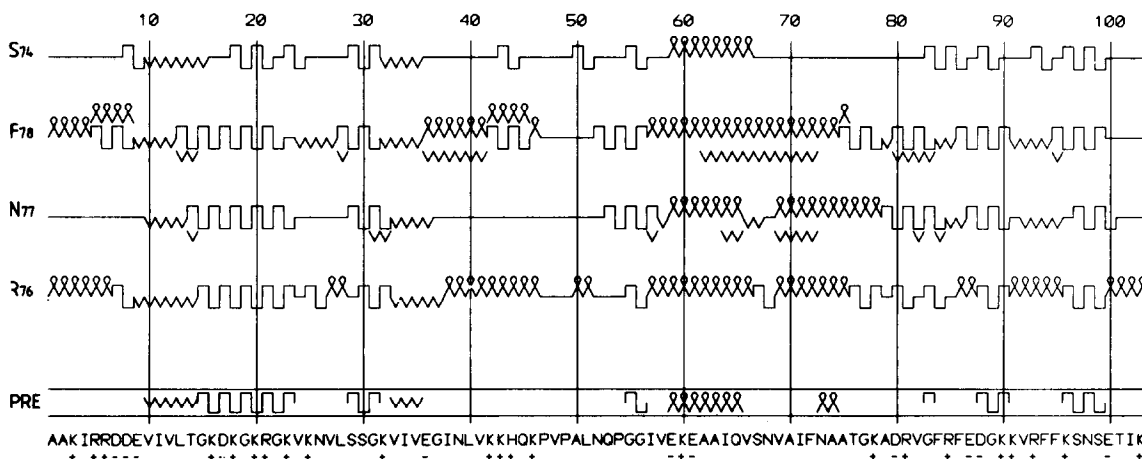 10 20 30 40 50 60 70 80 90 100
S74
F78
N77
R76
PRE
AAKIRRDDEVIVLTGKDKGKRGKVKNVLSSGKVIVEGINLVKKHQKPVPALNQPGGIVEKEAAIQVSNVAIFNAATGKADRVGFRFEDGKKVRFFKSNSETIK